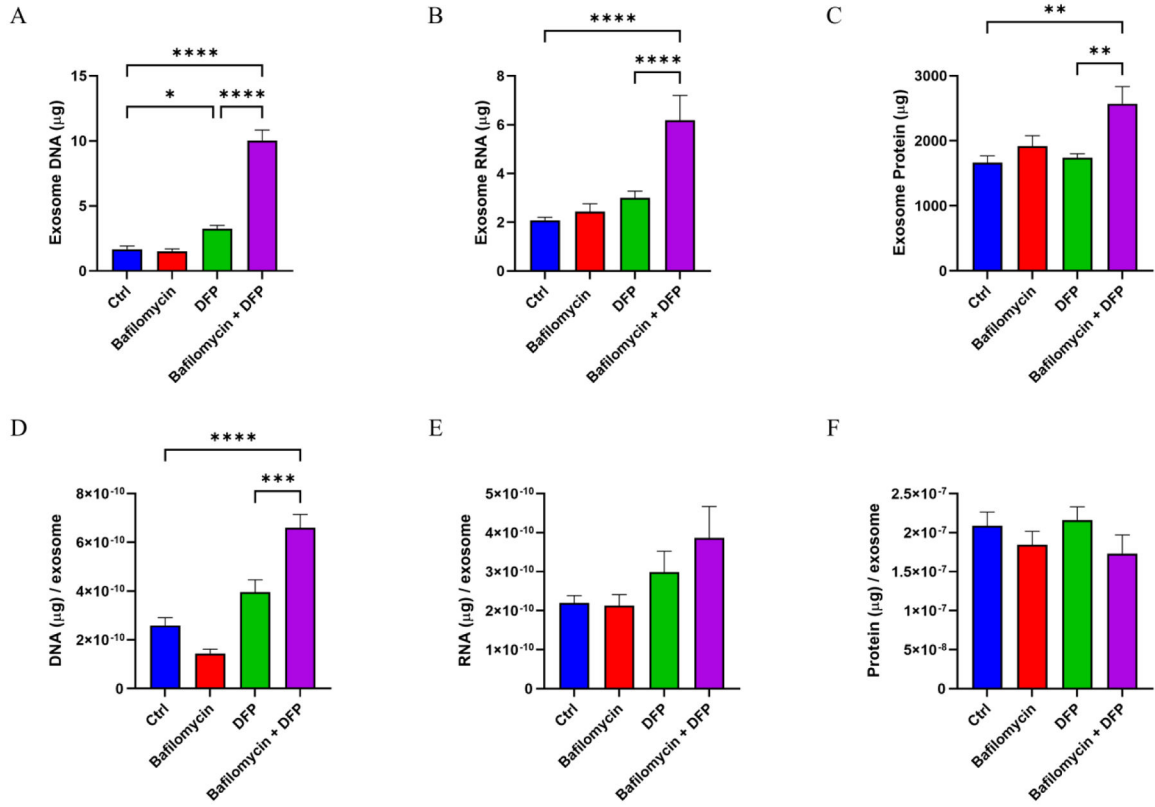 A
Exosome DNA (μg)
15
10
5
0
****
*
****
Ctrl
Bafilomycin
DFP
Bafilomycin + DFP
B
Exosome RNA (μg)
8
6
4
2
0
****
****
Ctrl
Bafilomycin
DFP
Bafilomycin + DFP
C
Exosome Protein (μg)
3000
2000
1000
0
**
**
Ctrl
Bafilomycin
DFP
Bafilomycin + DFP
D
DNA (μg) / exosome
8×10⁻¹⁰
6×10⁻¹⁰
4×10⁻¹⁰
2×10⁻¹⁰
0
****
***
Ctrl
Bafilomycin
DFP
Bafilomycin + DFP
E
RNA (μg) / exosome
5×10⁻¹⁰
4×10⁻¹⁰
3×10⁻¹⁰
2×10⁻¹⁰
1×10⁻¹⁰
0
Ctrl
Bafilomycin
DFP
Bafilomycin + DFP
F
Protein (μg) / exosome
2.5×10⁻⁷
2×10⁻⁷
1.5×10⁻⁷
1×10⁻⁷
5×10⁻⁸
0
Ctrl
Bafilomycin
DFP
Bafilomycin + DFP